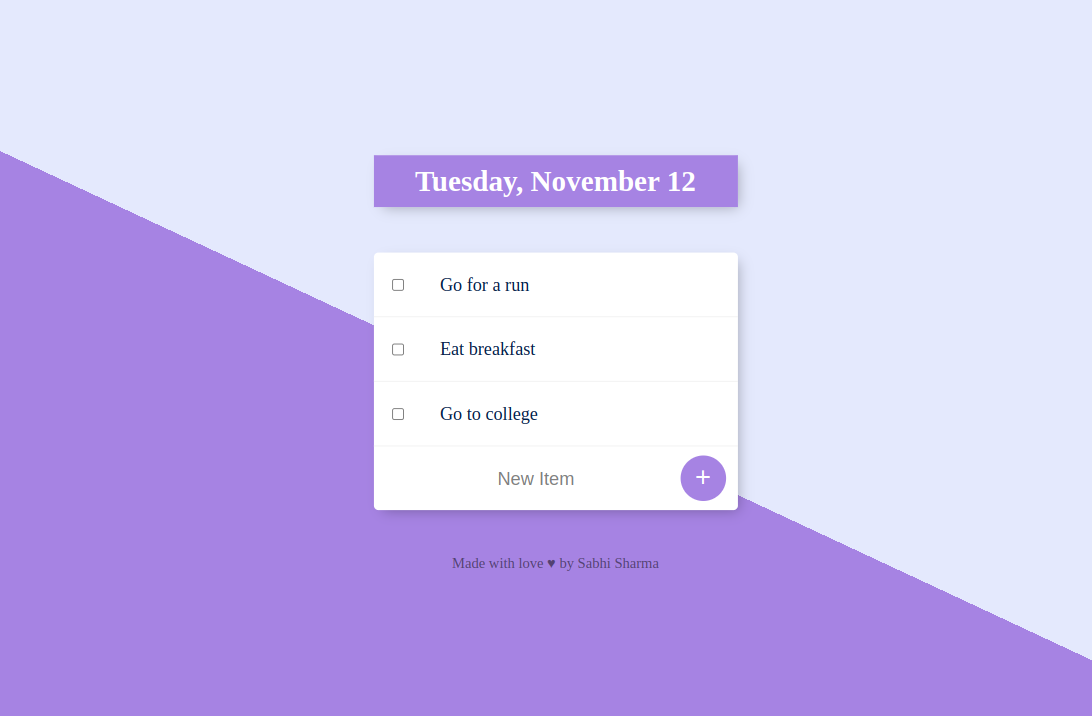 Tuesday, November 12
Go for a run
Eat breakfast
Go to college
New Item
+
Made with love ♥ by Sabhi Sharma